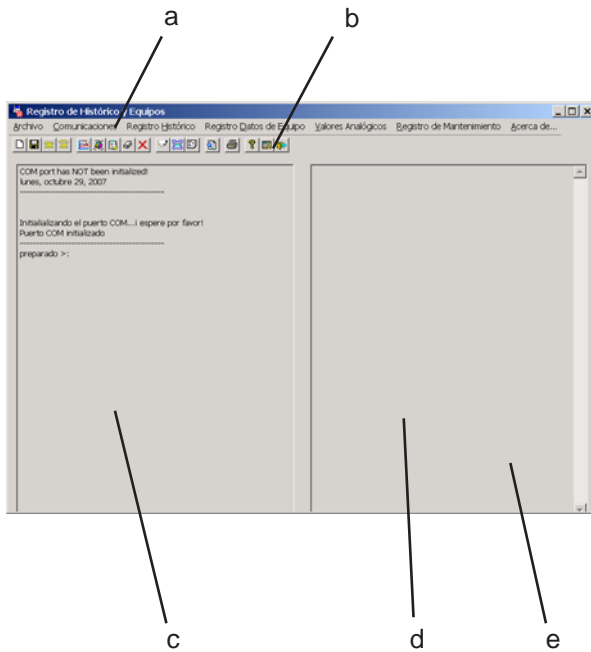 a b
Registro de Histórico y Equipos
Archivo Comunicaciones Registro Histórico Registro Datos de Equipo Valores Analógicos Registro de Mantenimiento Acerca de...
COM port has NOT been initialized!
lunes, octubre 29, 2007
----------------------------------------
Initialializando el puerto COM...¡ espere por favor!
Puerto COM initializado
----------------------------------------
preparado >:
c d e